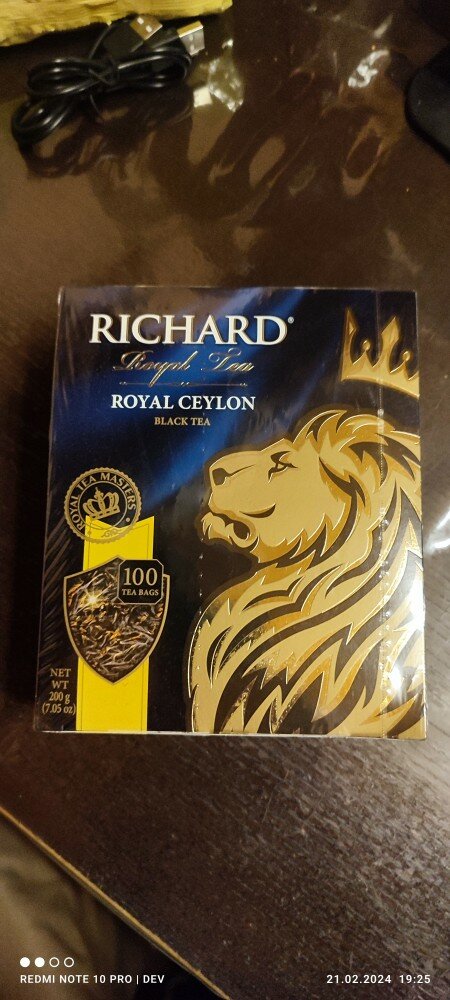 RICHARD®
Royal Tea
ROYAL CEYLON
BLACK TEA
ROYAL TEA MASTERS
100
TEA BAGS
NET
WT
200 g
(7.05 oz)
REDMI NOTE 10 PRO | DEV
21.02.2024 19:25